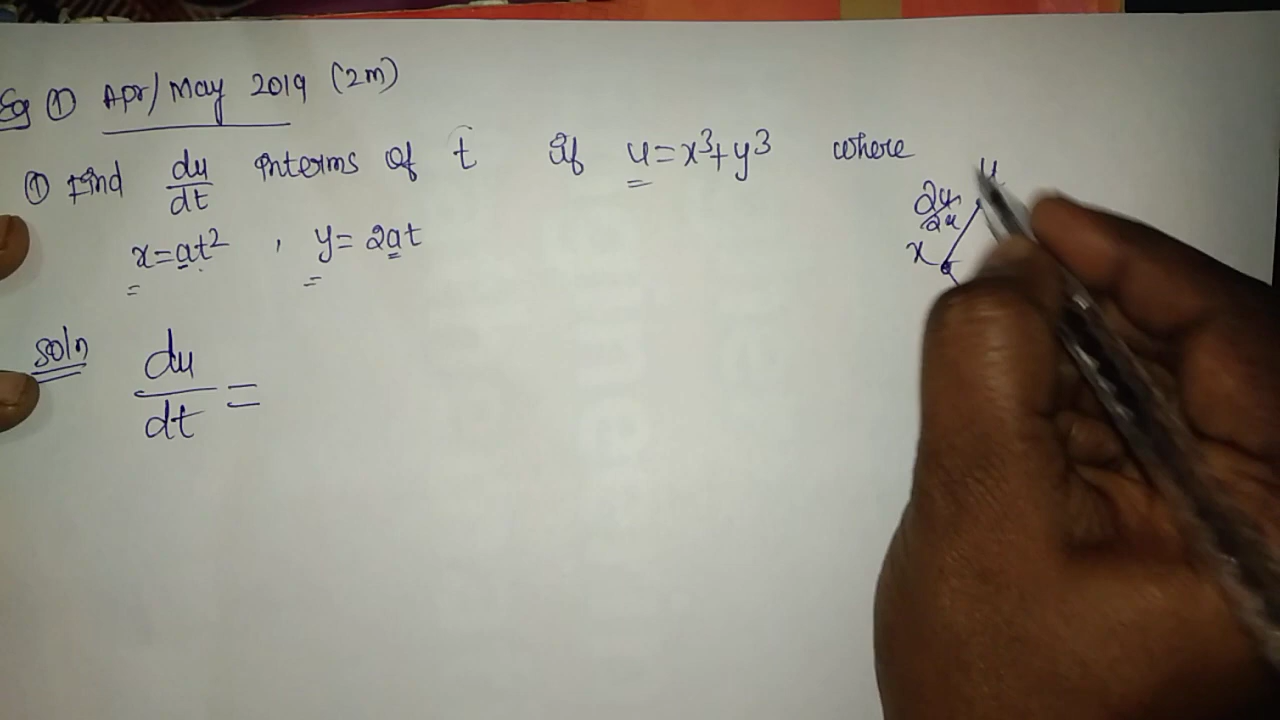 Eg ① Apr/May 2019 (2m)
① Find du/dt interms of t if u=x³+y³ where
x=at² , y=2at
soln du/dt =
u
∂u/∂x
x